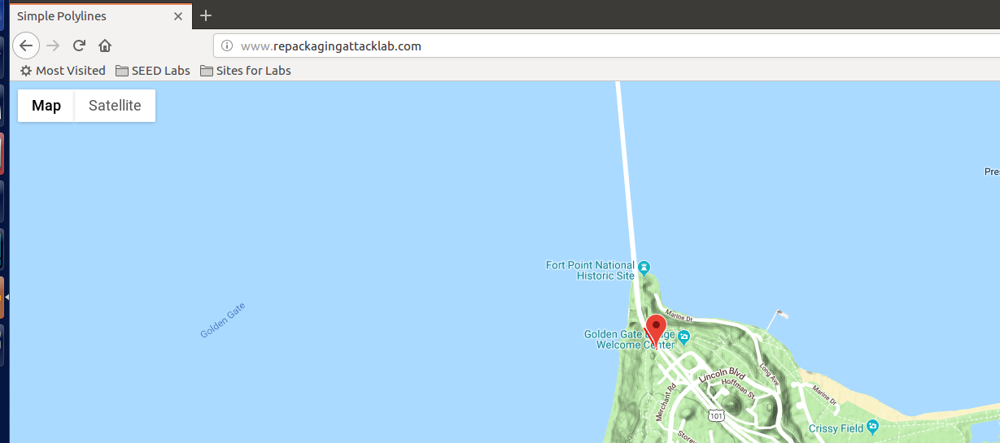 Simple Polylines
www.repackagingattacklab.com
Most Visited
SEED Labs
Sites for Labs
Map
Satellite
Fort Point National
Historic Site
Golden Gate
Marine Dr
Golden Gate Bridge
Welcome Center
Lincoln Blvd
Hoffman St
Long Ave
Merchant Rd
Marine Dr
101
Crissy Field